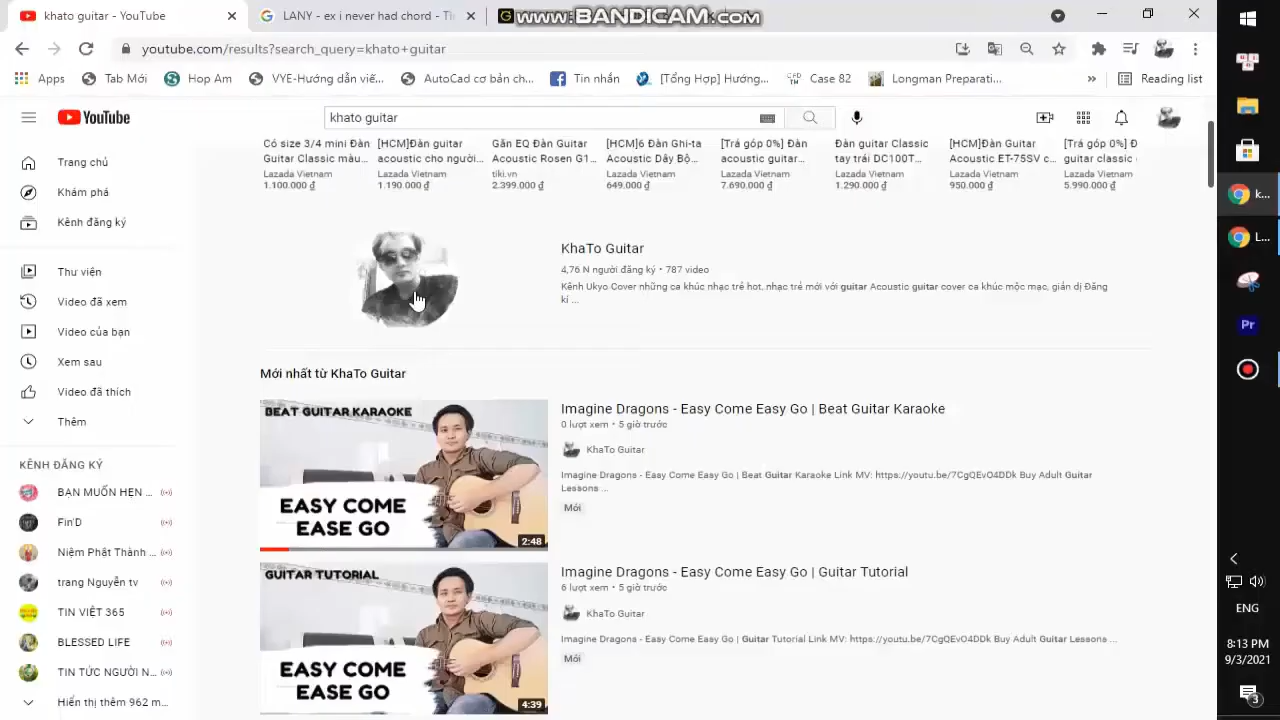 khato guitar - YouTube
LANY - ex i never had chord - Ti
www.BANDICAM.com
youtube.com/results?search_query=khato+guitar
Apps
Tab Mới
Hop Am
VYE-Hướng dẫn viế...
AutoCad cơ bản ch...
Tin nhắn
[Tổng Hợp] Hướng...
Case 82
Longman Preparati...
»
Reading list
YouTube
khato guitar
Có size 3/4 mini Đàn
Guitar Classic màu...
Lazada Vietnam
1.100.000 ₫
[HCM]Đàn guitar
acoustic cho người...
Lazada Vietnam
1.190.000 ₫
Gắn EQ Đàn Guitar
Acoustic Rosen G1...
tiki.vn
2.399.000 ₫
[HCM]6 Đàn Ghi-ta
Acoustic Dây Bộ...
Lazada Vietnam
649.000 ₫
[Trả góp 0%] Đàn
acoustic guitar...
Lazada Vietnam
7.690.000 ₫
Đàn guitar Classic
tay trái DC100T...
Lazada Vietnam
1.290.000 ₫
[HCM]Đàn Guitar
Acoustic ET-75SV c...
Lazada Vietnam
950.000 ₫
[Trả góp 0%] Đ
guitar classic
Lazada Vietnam
5.990.000 ₫
Trang chủ
Khám phá
Kênh đăng ký
Thư viện
Video đã xem
Video của bạn
Xem sau
Video đã thích
Thêm
KÊNH ĐĂNG KÝ
BẠN MUỐN HẸN ...
Fin'D
Niệm Phật Thành ...
trang Nguyễn tv
TIN VIỆT 365
BLESSED LIFE
TIN TỨC NGƯỜI N...
Hiển thị thêm 962 m...
KhaTo Guitar
4,76 N người đăng ký • 787 video
Kênh Ukyo Cover những ca khúc nhạc trẻ hot, nhạc trẻ mới với guitar Acoustic guitar cover ca khúc mộc mạc, giản dị Đăng
kí ...
Mới nhất từ KhaTo Guitar
BEAT GUITAR KARAOKE
EASY COME
EASE GO
2:48
Imagine Dragons - Easy Come Easy Go | Beat Guitar Karaoke
0 lượt xem • 5 giờ trước
KhaTo Guitar
Imagine Dragons - Easy Come Easy Go | Beat Guitar Karaoke Link MV: https://youtu.be/7CgQEvO4DDk Buy Adult Guitar
Lessons ...
Mới
GUITAR TUTORIAL
EASY COME
EASE GO
4:39
Imagine Dragons - Easy Come Easy Go | Guitar Tutorial
6 lượt xem • 5 giờ trước
KhaTo Guitar
Imagine Dragons - Easy Come Easy Go | Guitar Tutorial Link MV: https://youtu.be/7CgQEvO4DDk Buy Adult Guitar Lessons ...
Mới
k...
L...
Pr
ENG
8:13 PM
9/3/2021
3